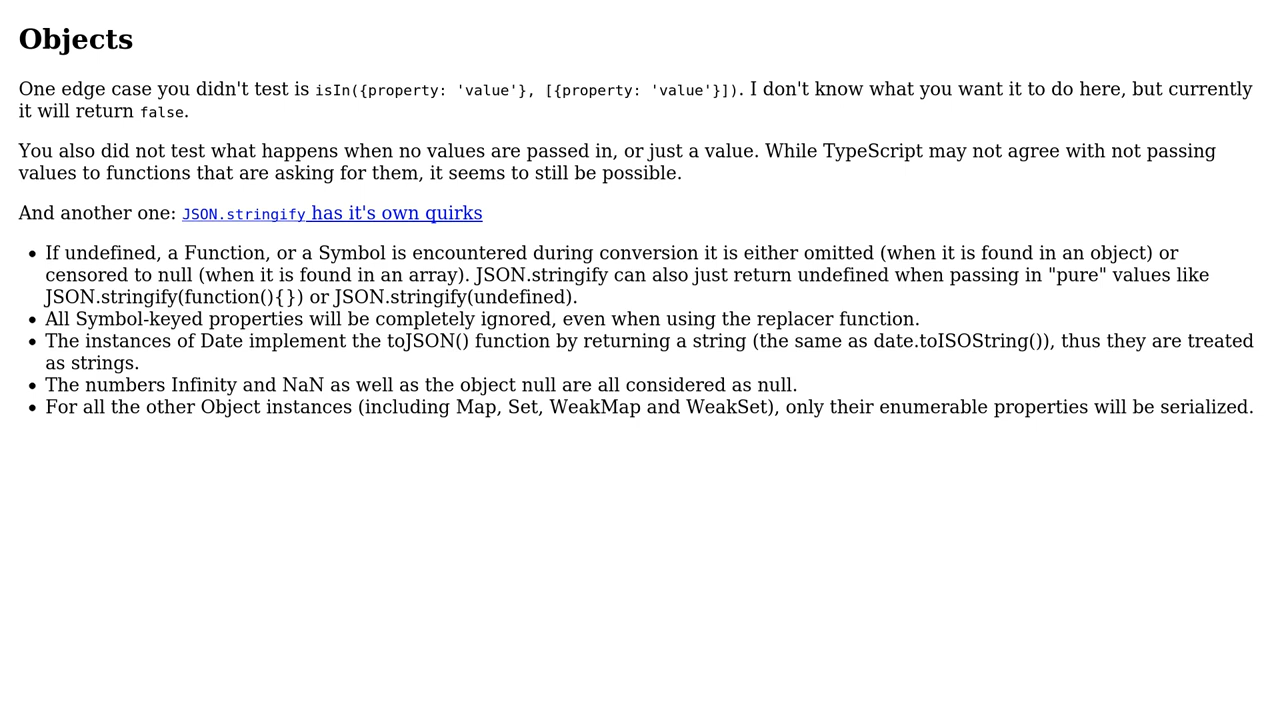 Objects
One edge case you didn't test is isIn({property: 'value'}, [{property: 'value'}]). I don't know what you want it to do here, but currently
it will return false.
You also did not test what happens when no values are passed in, or just a value. While TypeScript may not agree with not passing
values to functions that are asking for them, it seems to still be possible.
And another one: JSON.stringify has it's own quirks
• If undefined, a Function, or a Symbol is encountered during conversion it is either omitted (when it is found in an object) or
censored to null (when it is found in an array). JSON.stringify can also just return undefined when passing in "pure" values like
JSON.stringify(function(){}) or JSON.stringify(undefined).
• All Symbol-keyed properties will be completely ignored, even when using the replacer function.
• The instances of Date implement the toJSON() function by returning a string (the same as date.toISOString()), thus they are treated
as strings.
• The numbers Infinity and NaN as well as the object null are all considered as null.
• For all the other Object instances (including Map, Set, WeakMap and WeakSet), only their enumerable properties will be serialized.